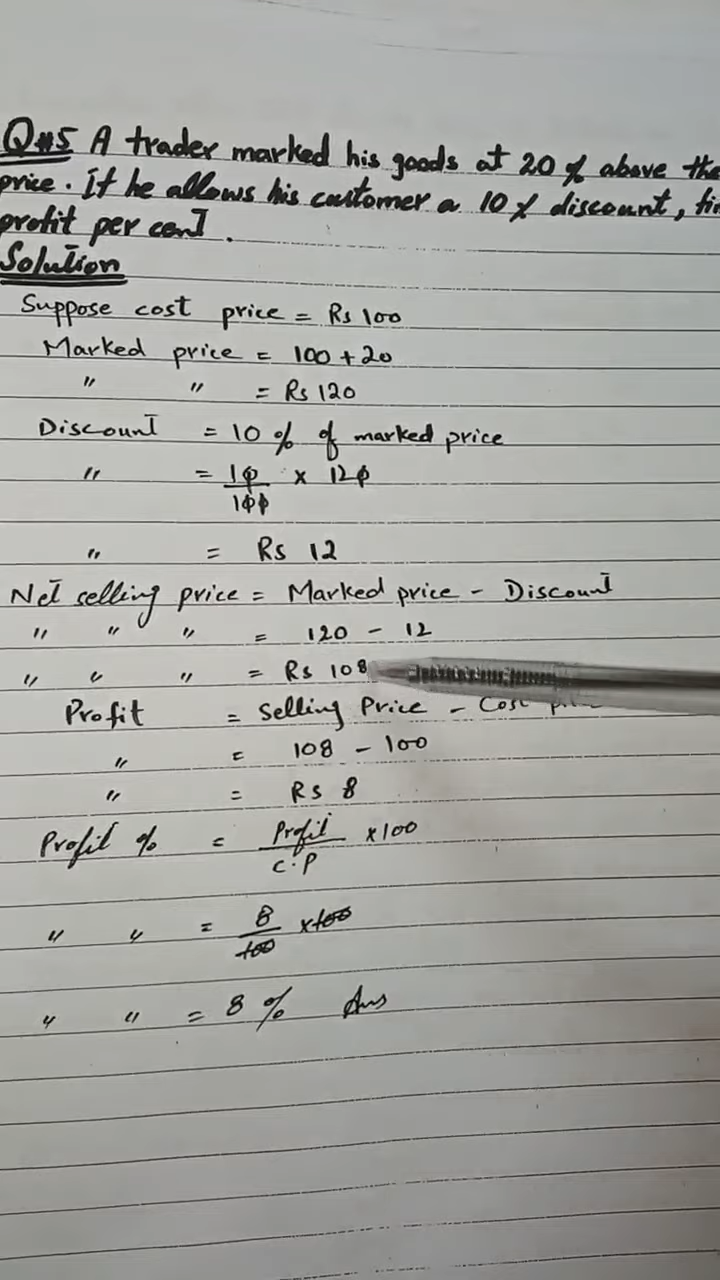 Q#5 A trader marked his goods at 20% above the
price. If he allows his customer a 10% discount,
profit per cent.
Solution
Suppose cost price = Rs 100
Marked price = 100 + 20
" " = Rs 120
Discount = 10 % of marked price
" = 10/100 x 120
" = Rs 12
Net selling price = Marked price - Discount
" " " = 120 - 12
" " " = Rs 108
Profit = Selling Price - Cost
" = 108 - 100
" = Rs 8
Profit % = Profit/C.P x100
" " = 8/100 x100
" " = 8 % Ans